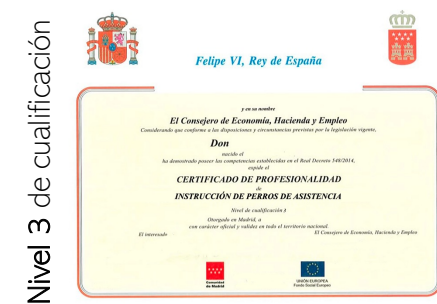 Nivel 3 de cualificación
Felipe VI, Rey de España
y en su nombre
El Consejero de Economía, Hacienda y Empleo
Considerando que conforme a las disposiciones y circunstancias previstas por la legislación vigente,
Don
nacido el
ha demostrado poseer las competencias establecidas en el Real Decreto 548/2014,
expide el
CERTIFICADO DE PROFESIONALIDAD
de
INSTRUCCIÓN DE PERROS DE ASISTENCIA
Nivel de cualificación 3
Otorgado en Madrid, a
con carácter oficial y validez en todo el territorio nacional
El interesado
El Consejero de Economía, Hacienda y Empleo
Comunidad
de Madrid
UNIÓN EUROPEA
Fondo Social Europeo